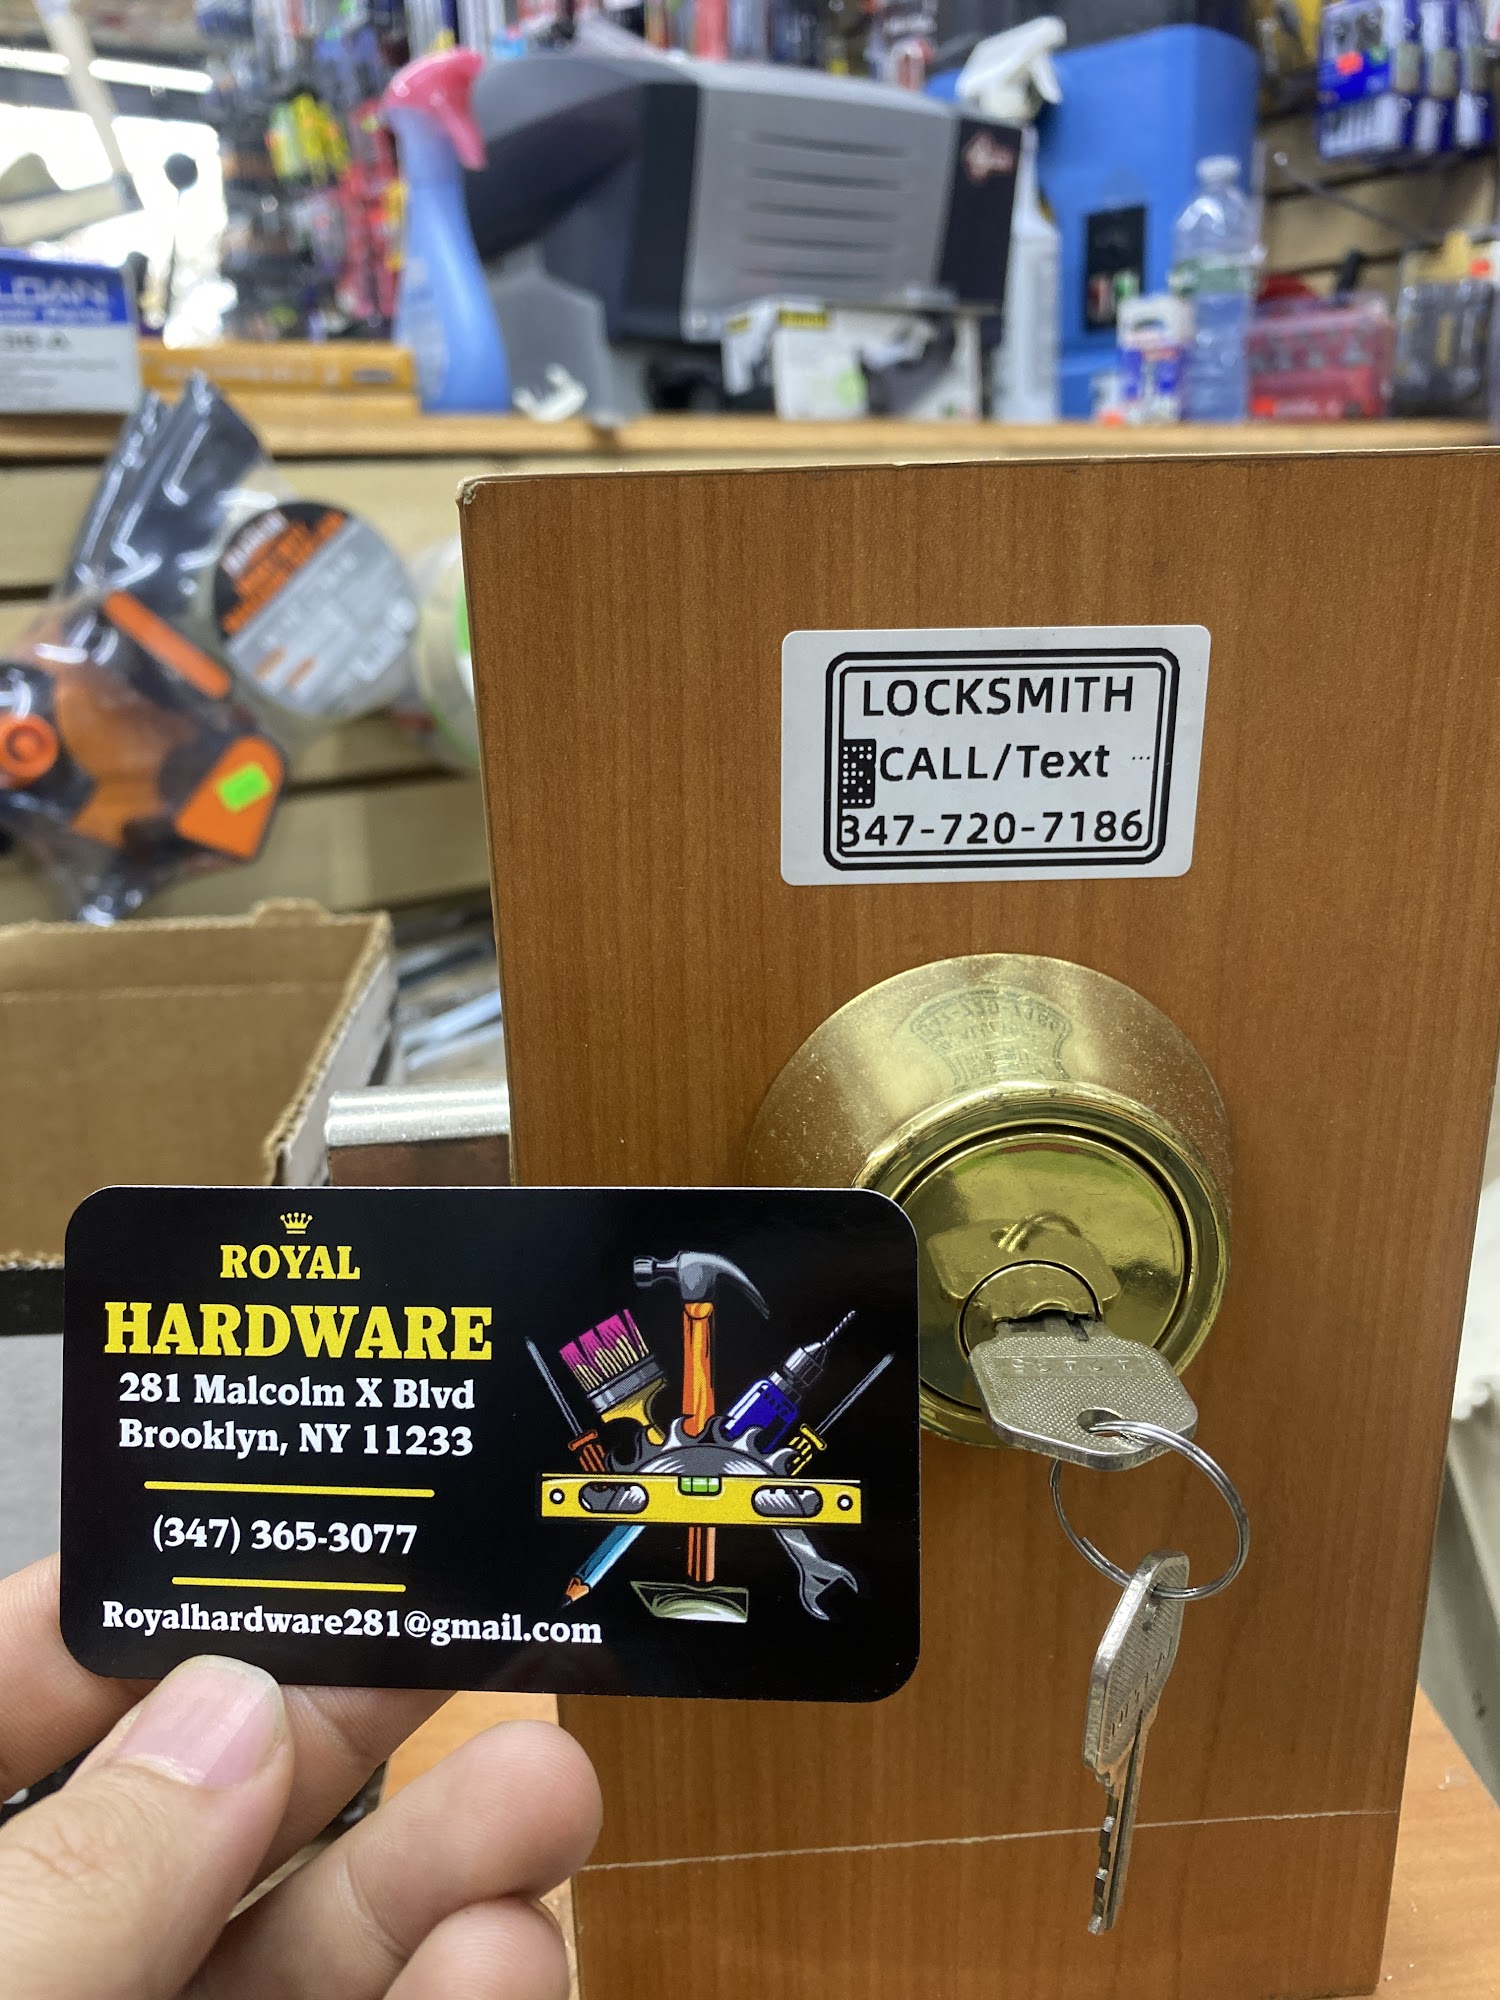 LOCKSMITH
CALL/Text ...
347-720-7186
ROYAL
HARDWARE
281 Malcolm X Blvd
Brooklyn, NY 11233
(347) 365-3077
Royalhardware281@gmail.com